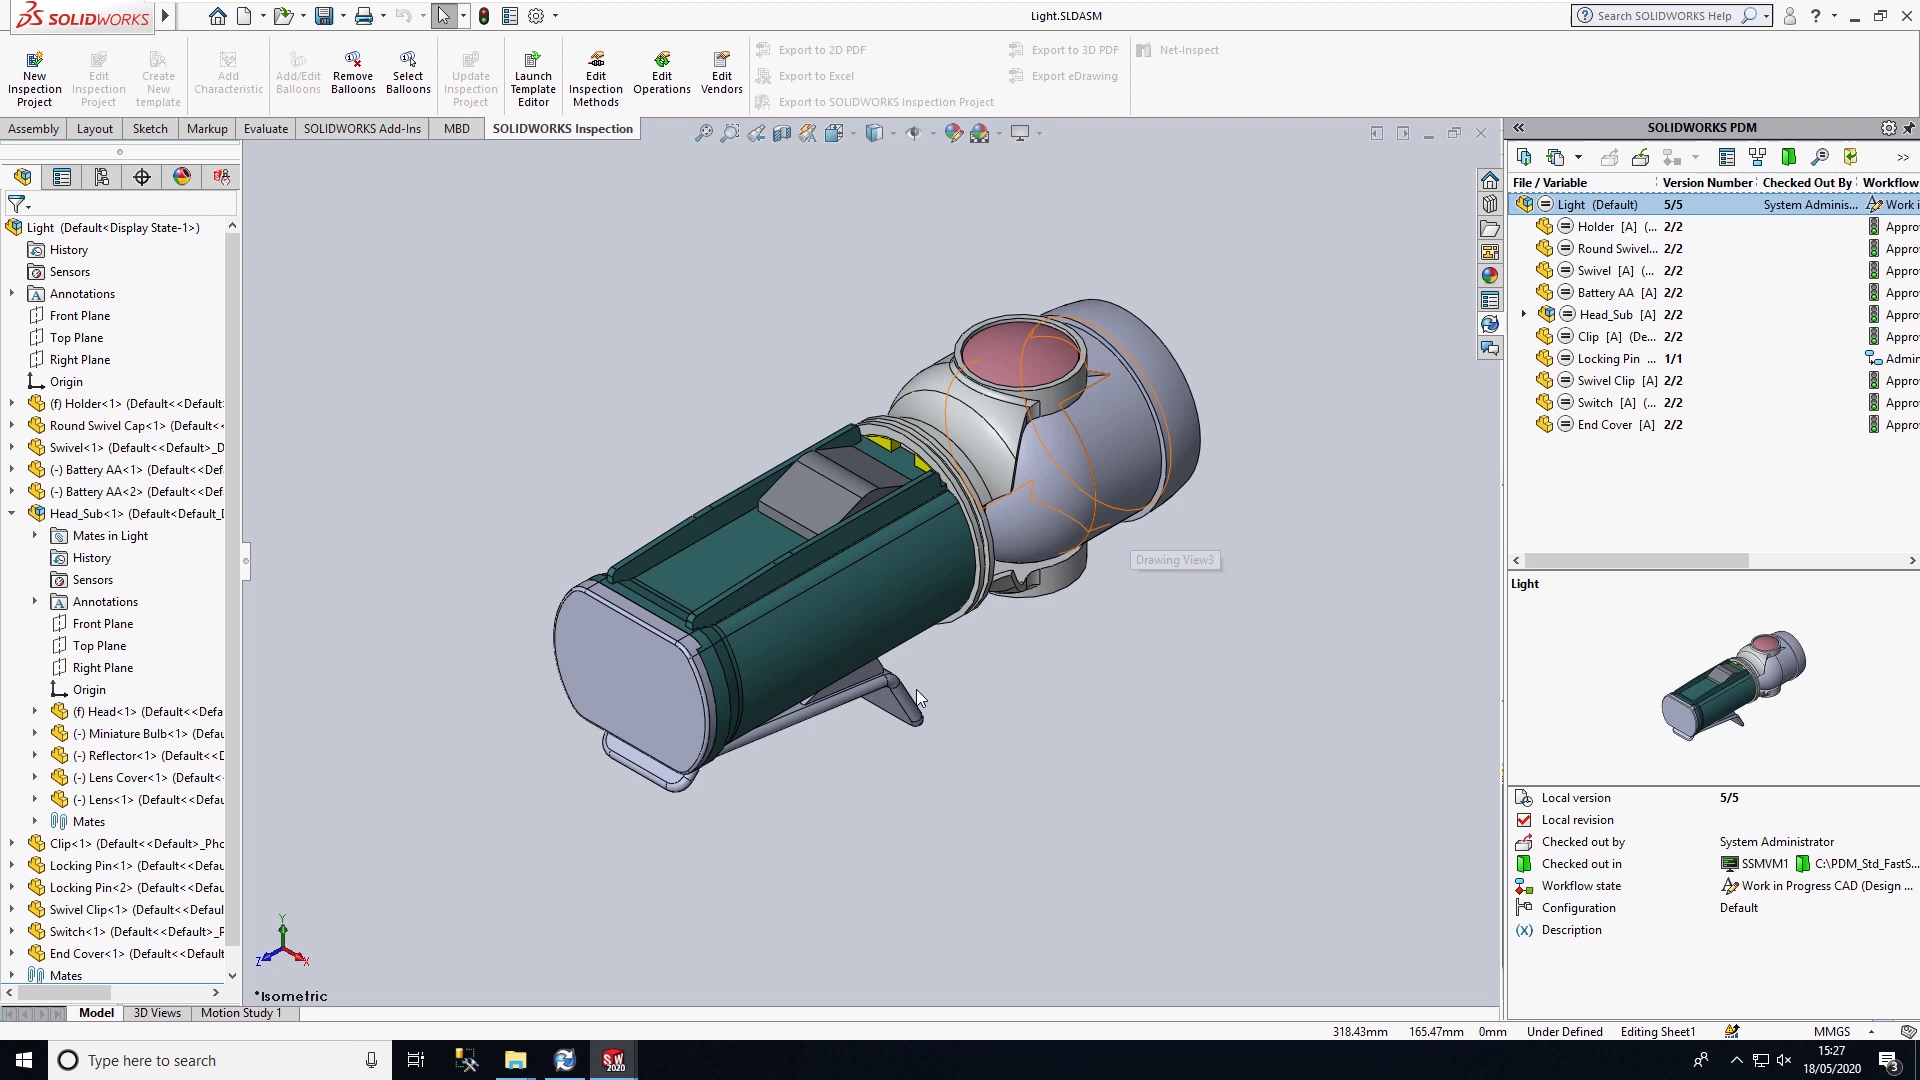 SOLIDWORKS
Light.SLDASM
Search SOLIDWORKS Help
New Inspection Project
Edit Inspection Project
Create New template
Add Characteristic
Add/Edit Balloons
Remove Balloons
Select Balloons
Update Inspection Project
Launch Template Editor
Edit Inspection Methods
Edit Operations
Edit Vendors
Export to 2D PDF
Export to Excel
Export to SOLIDWORKS Inspection Project
Export to 3D PDF
Export eDrawing
Net-Inspect
Assembly
Layout
Sketch
Markup
Evaluate
SOLIDWORKS Add-Ins
MBD
SOLIDWORKS Inspection
Light (Default<Display State-1>)
History
Sensors
Annotations
Front Plane
Top Plane
Right Plane
Origin
(f) Holder<1> (Default<<Default
Round Swivel Cap<1> (Default<<
Swivel<1> (Default<<Default>_D
(-) Battery AA<1> (Default<<Def
(-) Battery AA<2> (Default<<Def
Head_Sub<1> (Default<Default_D
Mates in Light
History
Sensors
Annotations
Front Plane
Top Plane
Right Plane
Origin
(f) Head<1> (Default<<Defa
(-) Miniature Bulb<1> (Defau
(-) Reflector<1> (Default<<D
(-) Lens Cover<1> (Default<
(-) Lens<1> (Default<<Defau
Mates
Clip<1> (Default<<Default>_Pho
Locking Pin<1> (Default<<Defau
Locking Pin<2> (Default<<Defau
Swivel Clip<1> (Default<<Defaul
Switch<1> (Default<<Default>_P
End Cover<1> (Default<<Default
Mates
Drawing View3
Y
Z
X
*Isometric
Model
3D Views
Motion Study 1
SOLIDWORKS PDM
File / Variable Version Number Checked Out By Workflow
Light (Default) 5/5 System Adminis... Work i
Holder [A] (... 2/2 Appro
Round Swivel... 2/2 Appro
Swivel [A] (... 2/2 Appro
Battery AA [A] 2/2 Appro
Head_Sub [A] 2/2 Appro
Clip [A] (De... 2/2 Appro
Locking Pin ... 1/1 Admin
Swivel Clip [A] 2/2 Appro
Switch [A] (... 2/2 Appro
End Cover [A] 2/2 Appro
Light
Local version 5/5
Local revision
Checked out by System Administrator
Checked out in SSMVM1 C:\PDM_Std_FastS...
Workflow state Work in Progress CAD (Design ...
Configuration Default
(x) Description
318.43mm 165.47mm 0mm Under Defined Editing Sheet1 MMGS
Type here to search
SW 2020
15:27
18/05/2020
3